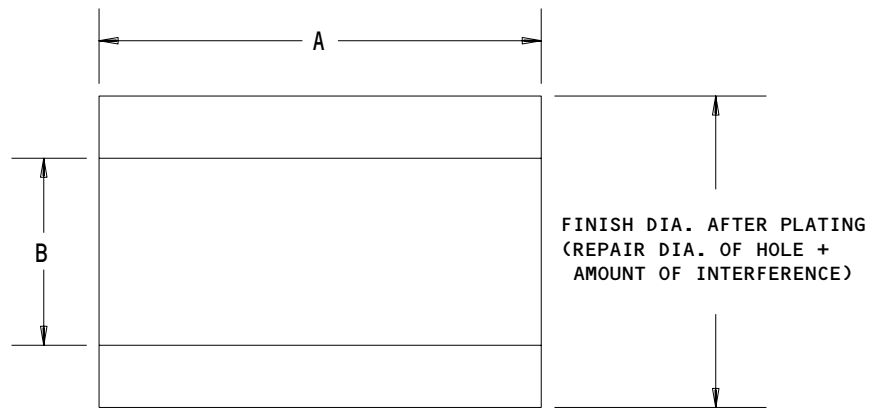 A
B
FINISH DIA. AFTER PLATING
(REPAIR DIA. OF HOLE +
AMOUNT OF INTERFERENCE)